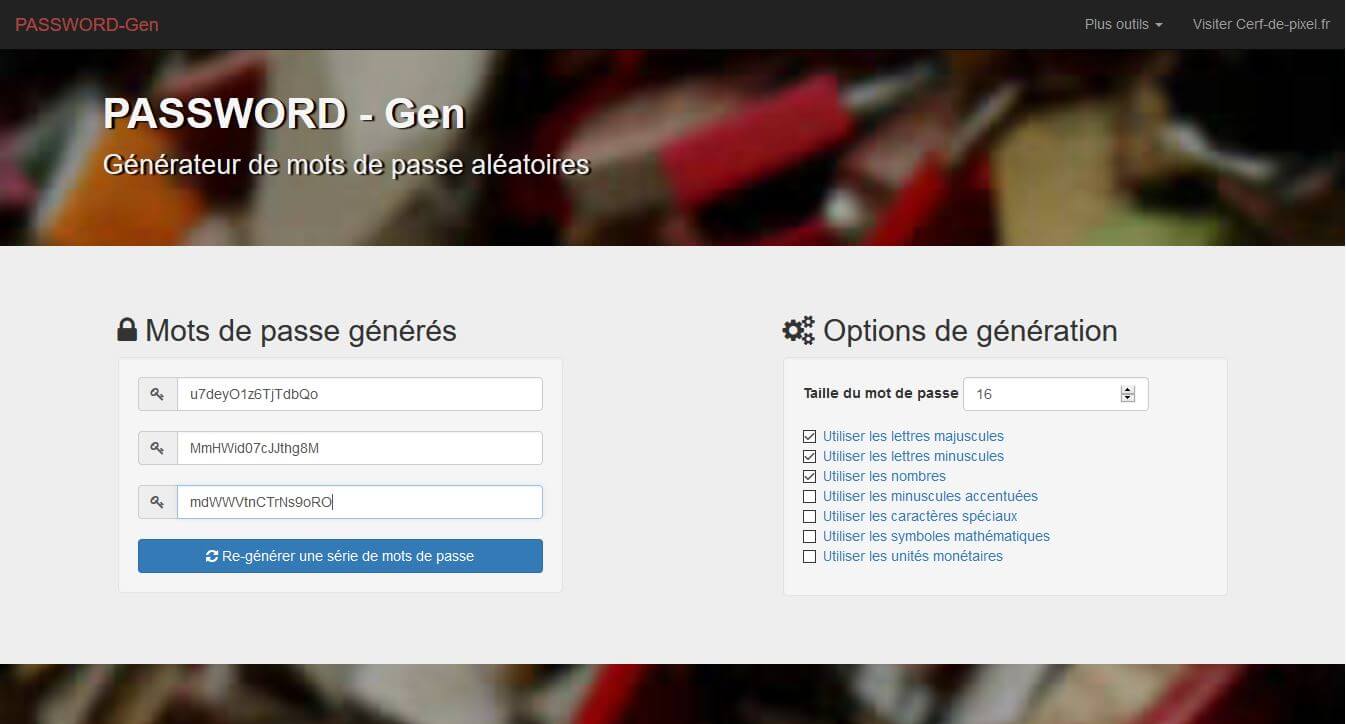 PASSWORD-Gen
Plus outils
Visiter Cerf-de-pixel.fr
PASSWORD - Gen
Générateur de mots de passe aléatoires
Mots de passe générés
u7deyO1z6TjTdbQo
MmHWid07cJJthg8M
mdWWVtnCTrNs9oRO
Re-générer une série de mots de passe
Options de génération
Taille du mot de passe 16
Utiliser les lettres majuscules
Utiliser les lettres minuscules
Utiliser les nombres
Utiliser les minuscules accentuées
Utiliser les caractères spéciaux
Utiliser les symboles mathématiques
Utiliser les unités monétaires